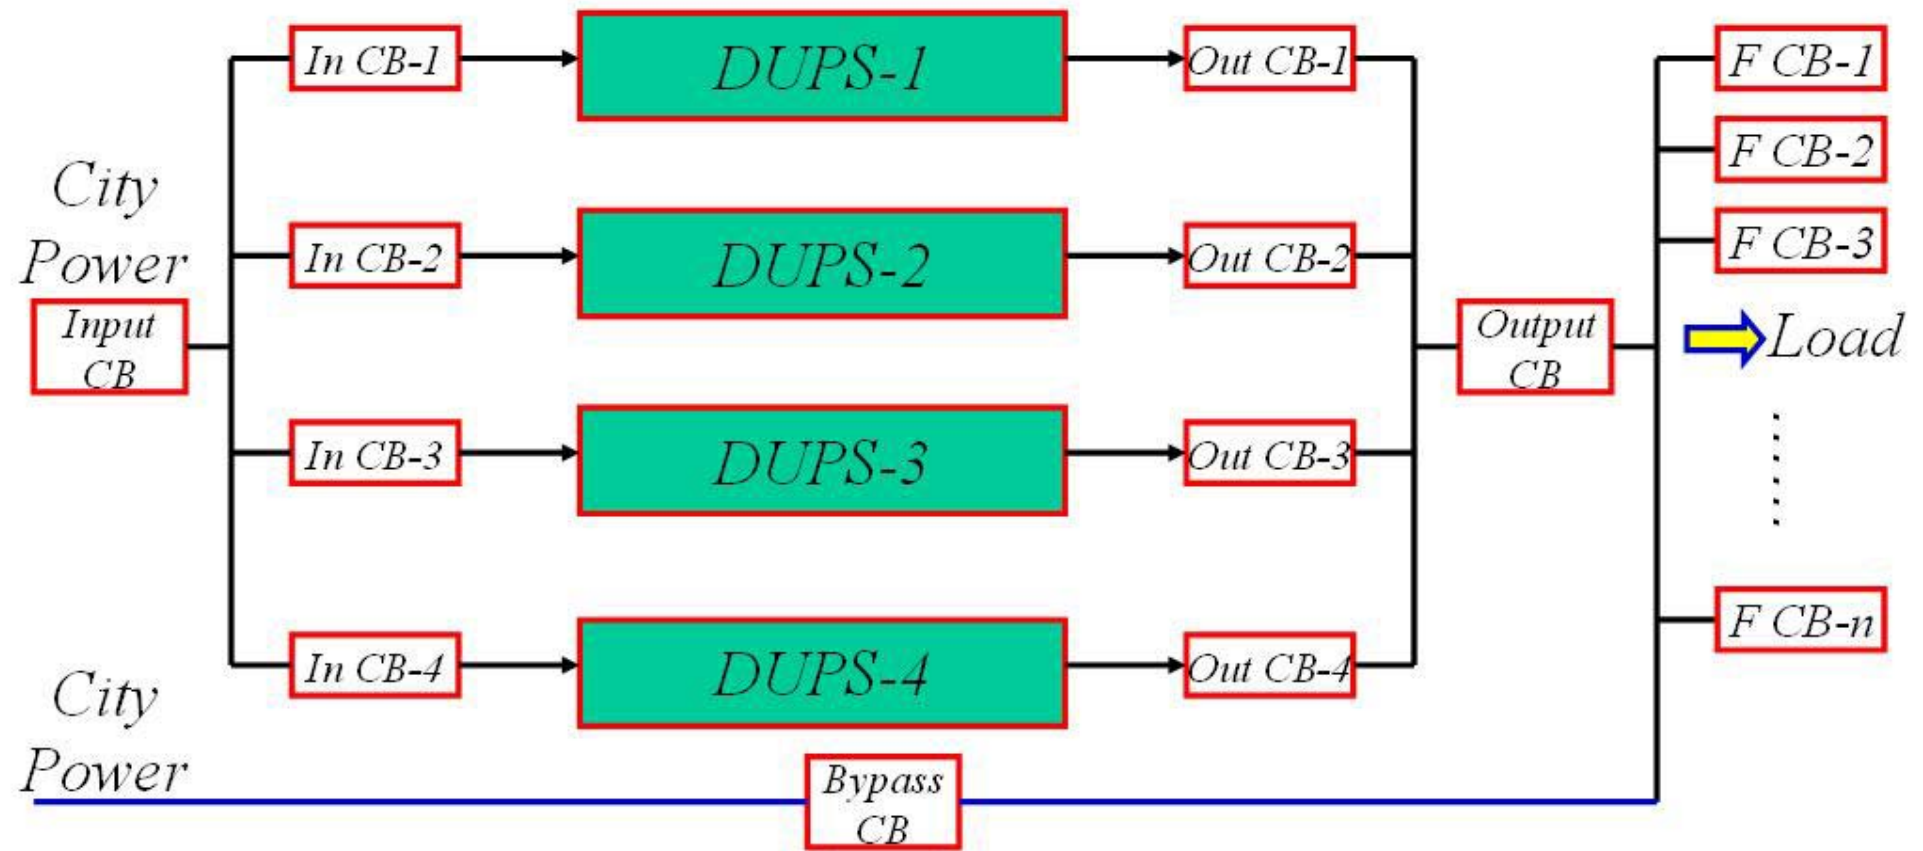 In CB-1
DUPS-1
Out CB-1
F CB-1
F CB-2
City
Power
In CB-2
DUPS-2
Out CB-2
F CB-3
Input
CB
Output
CB
Load
In CB-3
DUPS-3
Out CB-3
F CB-n
In CB-4
DUPS-4
Out CB-4
City
Power
Bypass
CB